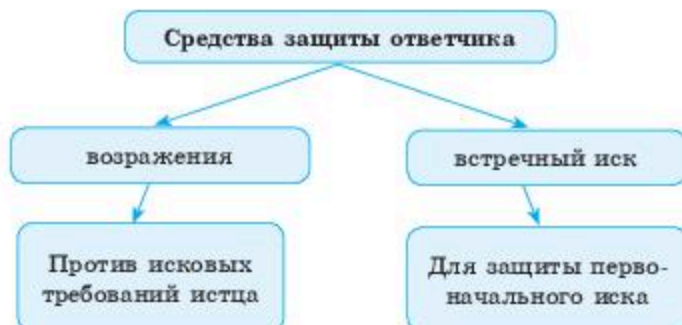 Средства защиты ответчика
возражения
встречный иск
Против исковых
требований истца
Для защиты перво-
начального иска